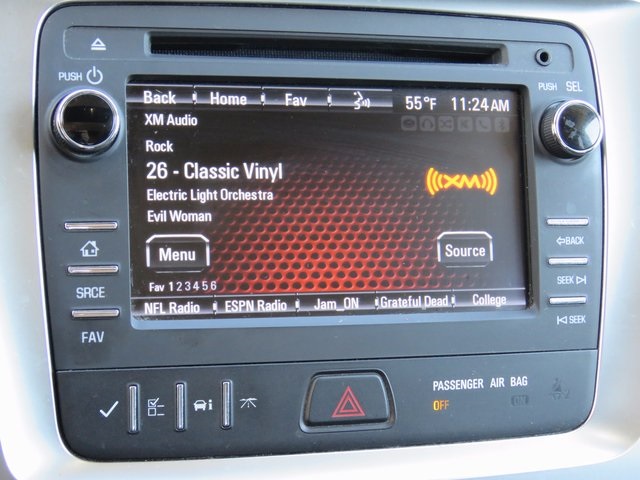 PUSH
PUSH SEL
Back Home Fav 55°F 11:24 AM
XM Audio
Rock
26 - Classic Vinyl
Electric Light Orchestra
XM
Evil Woman
Menu Source
BACK
Fav 1 2 3 4 5 6
SEEK
SRCE
NFL Radio ESPN Radio Jam_ON Grateful Dead College
SEEK
FAV
PASSENGER AIR BAG
OFF